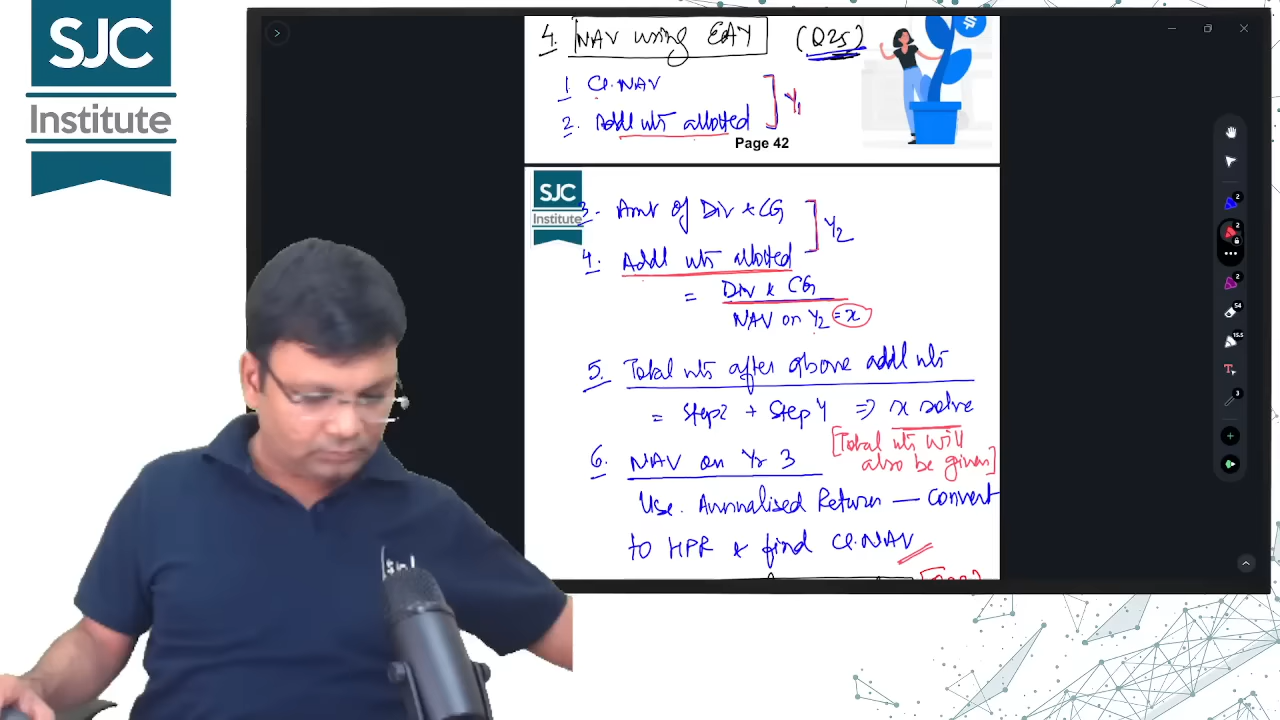 SJC
Institute
4. NAV using EAY (Q25)
1. Cl.NAV
2. Addl uts allotted ] Y1
Page 42
SJC
Institute
3. Amt of Div & CG ] Y2
4. Addl uts allotted
= Div & CG
NAV on Y2 = x
5. Total uts after above addl uts
= Step2 + Step 4 ⇒ x solve
[Total uts will
also be given]
6. NAV on Yr 3
Use Annualised Return — Convert
to HPR & find Cl.NAV